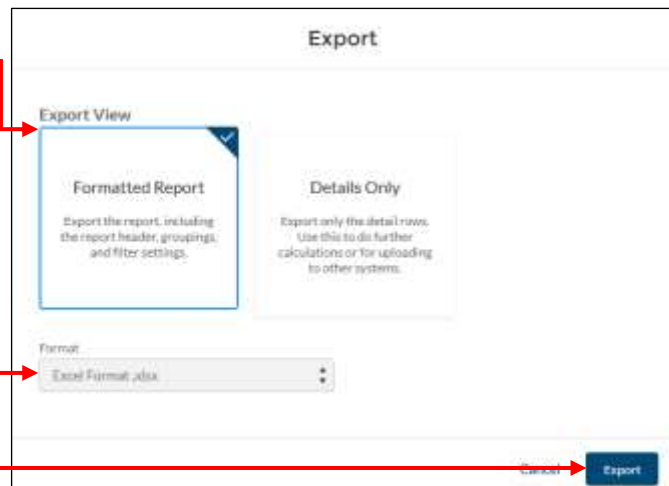 Export
Export View
Formatted Report
Export the report, including
the report header, groupings,
and filter settings.
Details Only
Export only the detail rows.
Use this to do further
calculations or for uploading
to other systems.
Format
Excel Format .xlsx
Cancel
Export